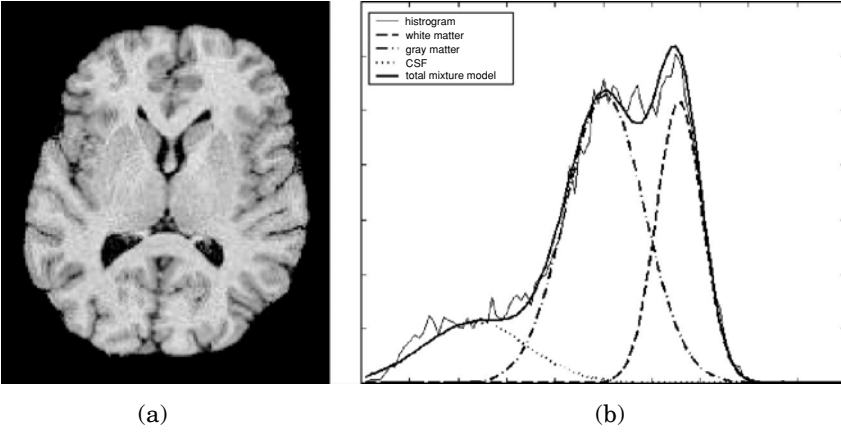 histrogram
white matter
gray matter
CSF
total mixture model
(a)
(b)